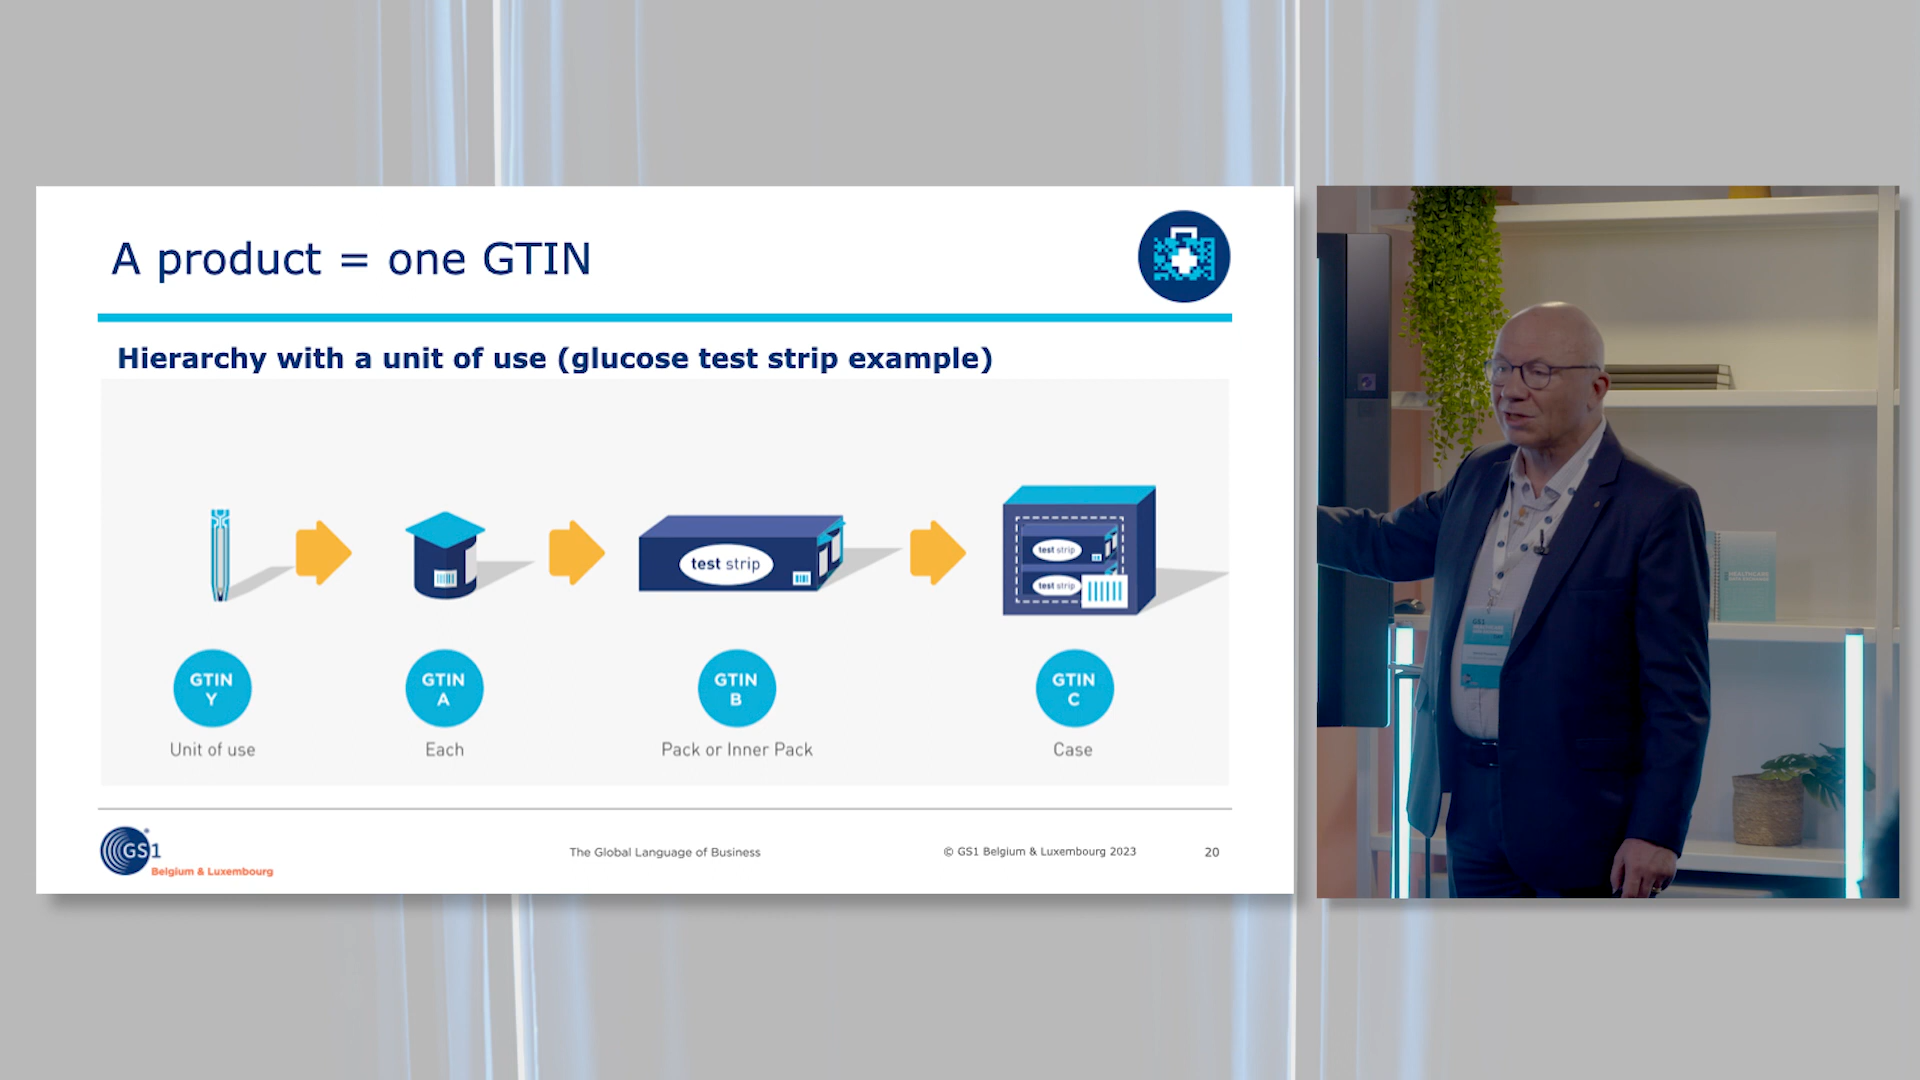 A product = one GTIN
Hierarchy with a unit of use (glucose test strip example)
test strip
test strip
test strip
GTIN
Y
GTIN
A
GTIN
B
GTIN
C
Unit of use
Each
Pack or Inner Pack
Case
GS1
Belgium & Luxembourg
The Global Language of Business
© GS1 Belgium & Luxembourg 2023
20
GS1